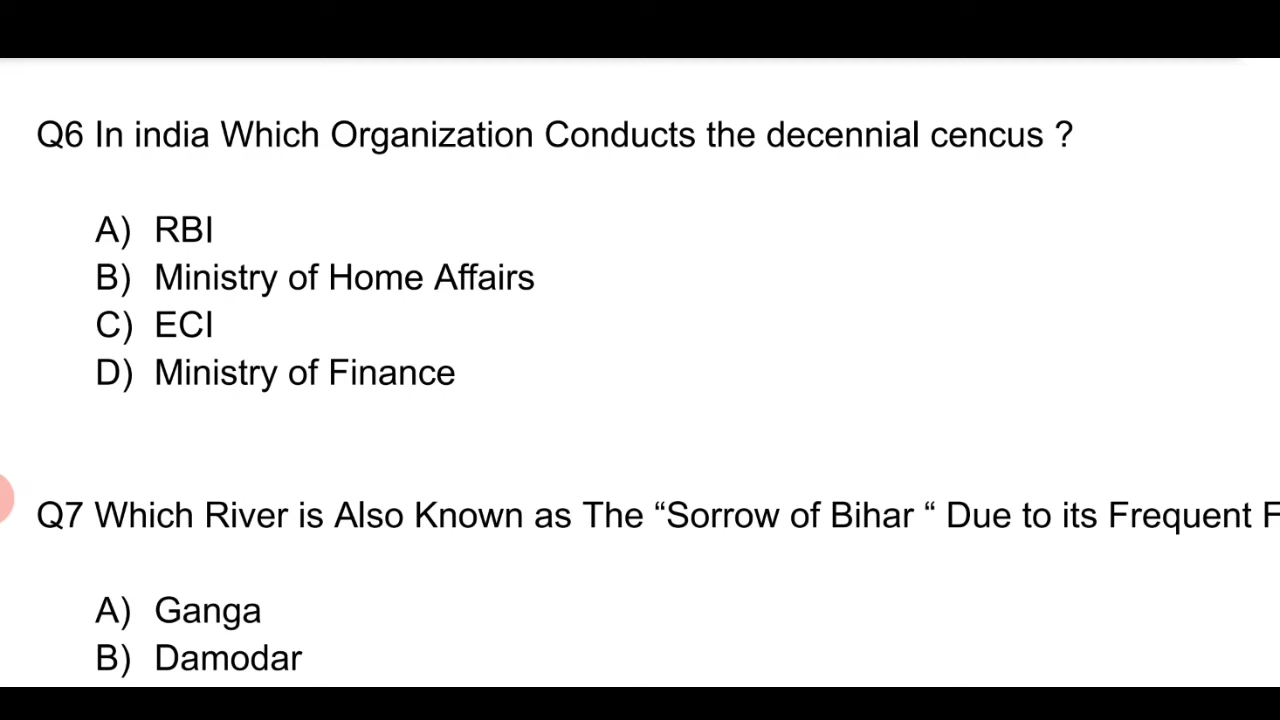 Q6 In india Which Organization Conducts the decennial cencus ?
A) RBI
B) Ministry of Home Affairs
C) ECI
D) Ministry of Finance
Q7 Which River is Also Known as The “Sorrow of Bihar “ Due to its Frequent F
A) Ganga
B) Damodar